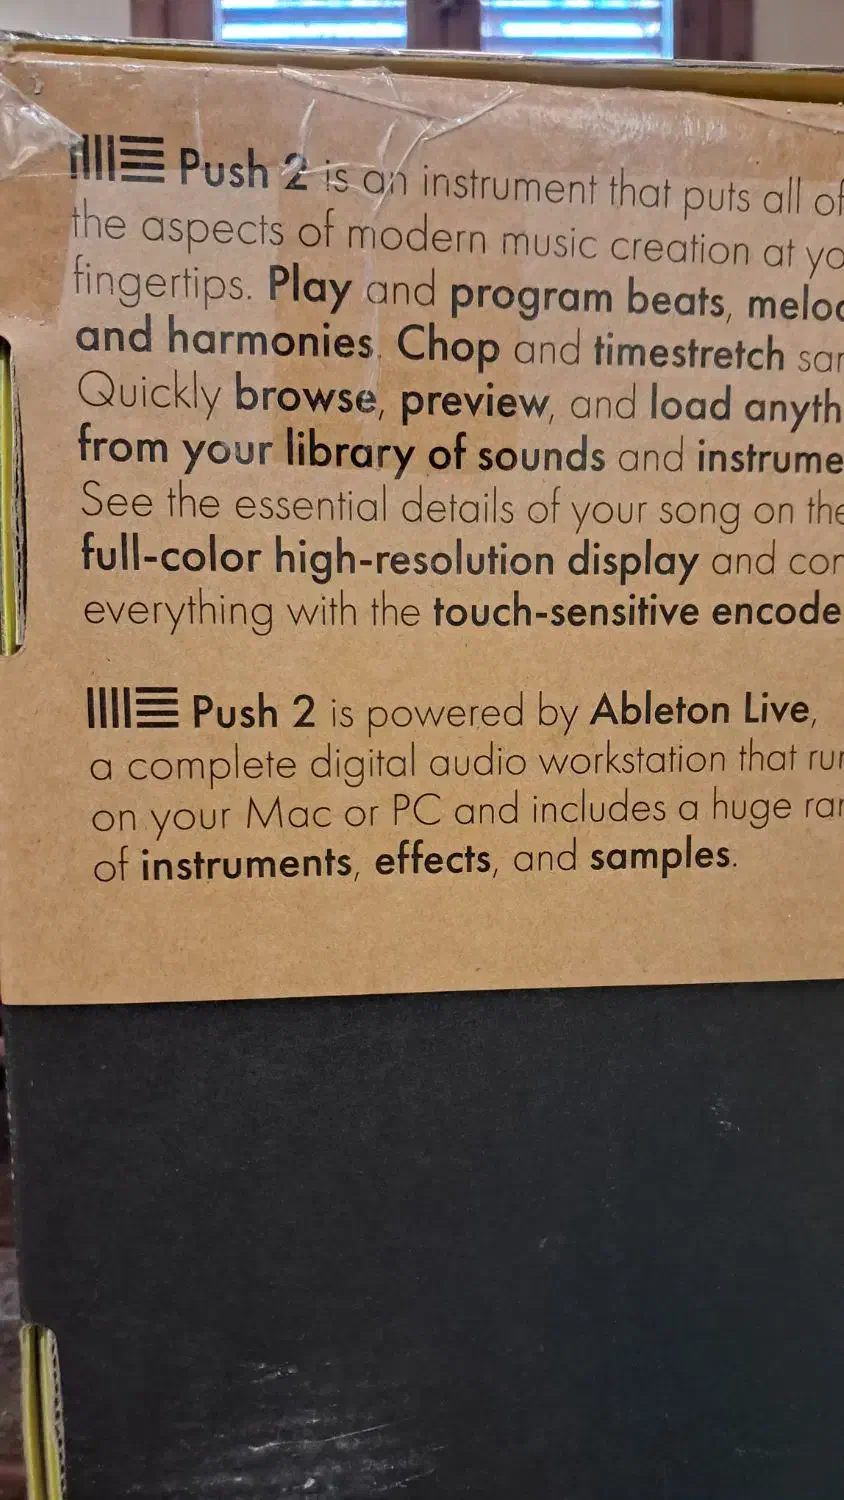 Push 2 is an instrument that puts all of
the aspects of modern music creation at yo
fingertips. Play and program beats, meloc
and harmonies. Chop and timestretch sar
Quickly browse, preview, and load anyth
from your library of sounds and instrume
See the essential details of your song on the
full-color high-resolution display and cor
everything with the touch-sensitive encode
Push 2 is powered by Ableton Live,
a complete digital audio workstation that rur
on your Mac or PC and includes a huge rar
of instruments, effects, and samples.